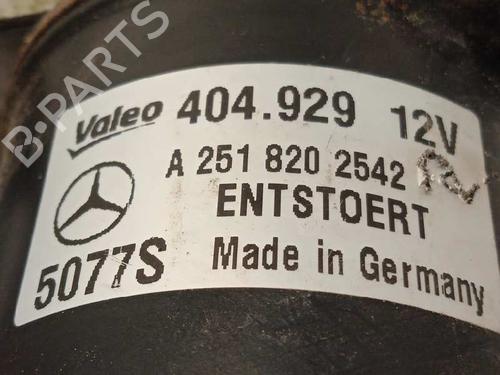 Valeo 404.929 12V
A 251 820 2542
ENTSTOERT
5077S Made in Germany
B-PARTS